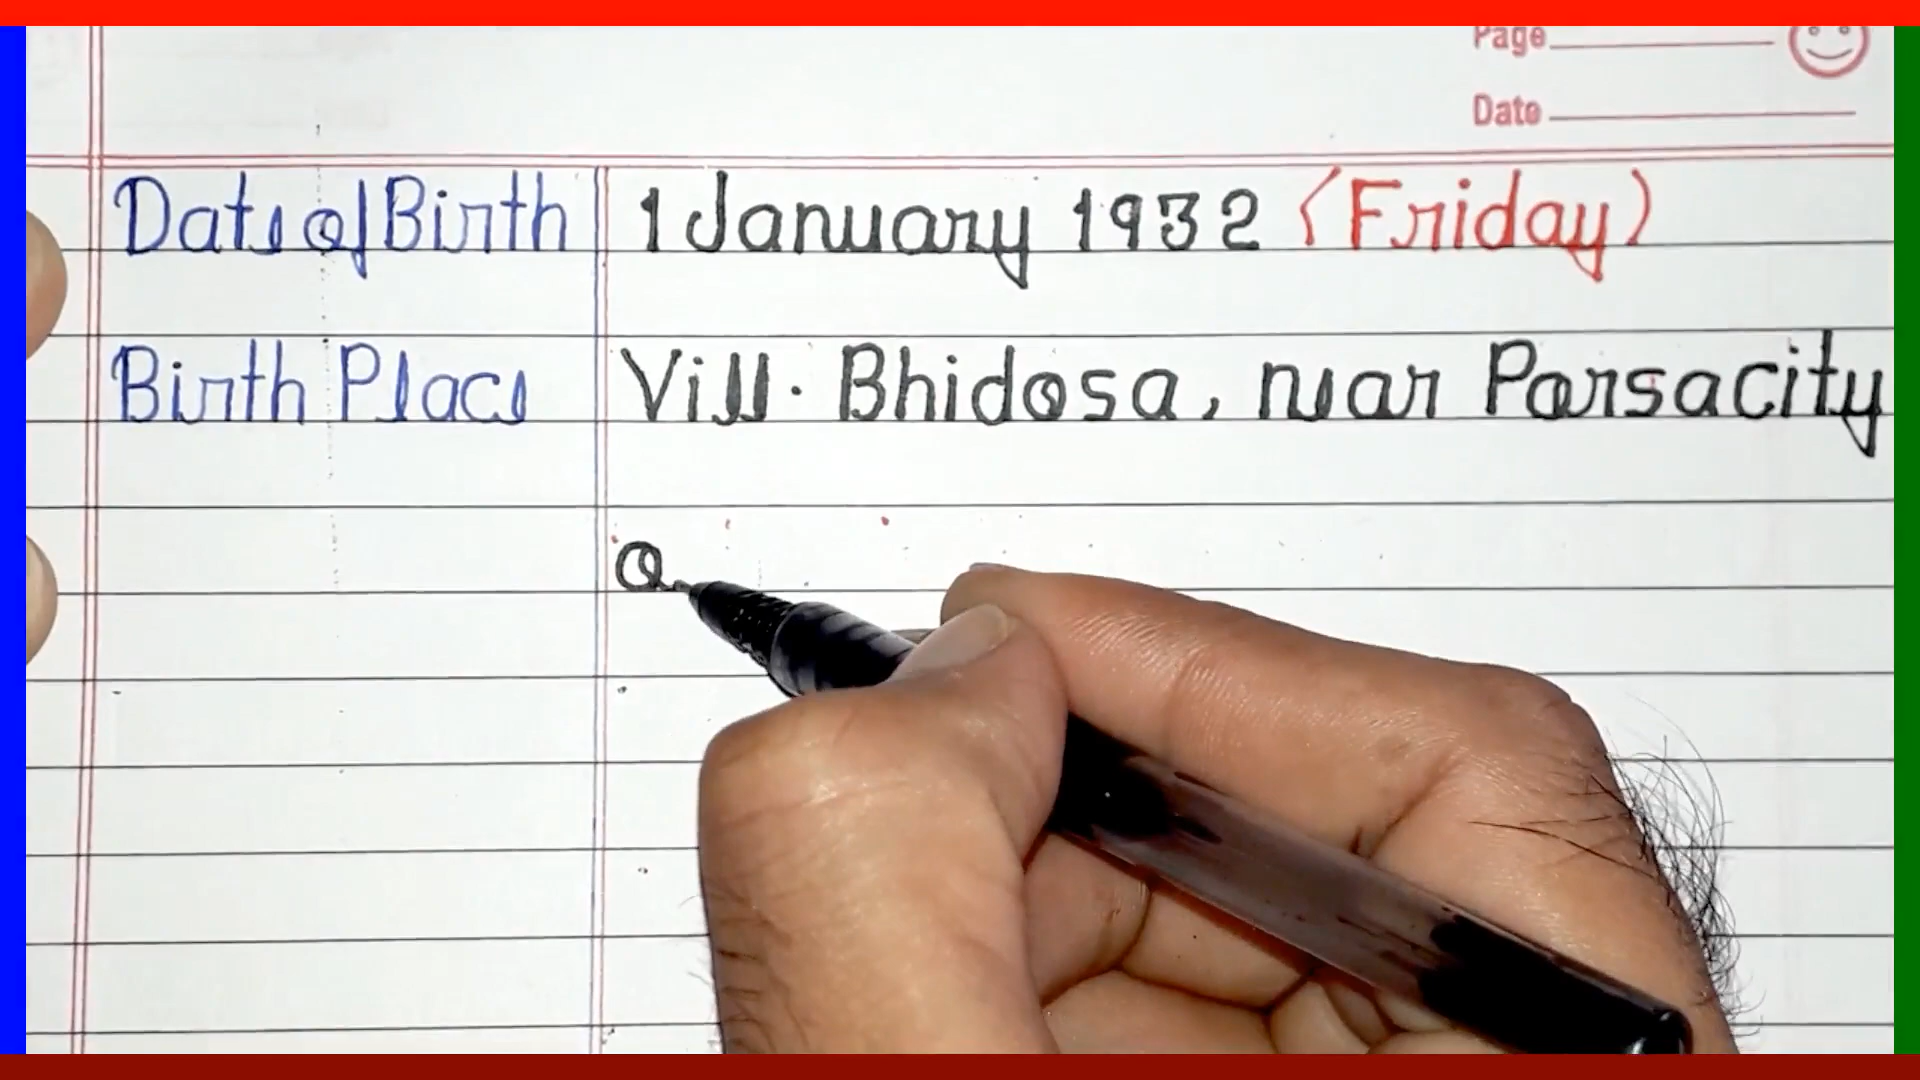 Page
Date
Date of Birth 1 January 1932 (Friday)
Birth Place Vill. Bhidosa, near Parsacity